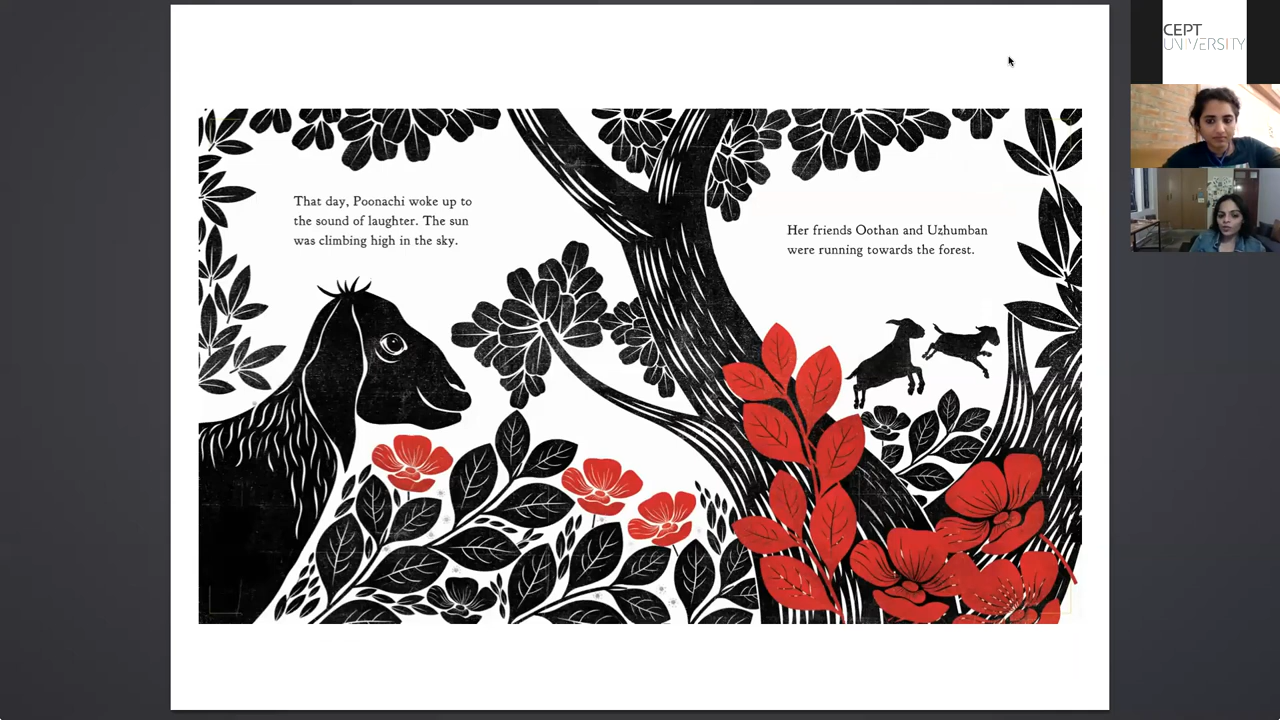 CEPT
UNIVERSITY
That day, Poonachi woke up to
the sound of laughter. The sun
was climbing high in the sky.
Her friends Oothan and Uzhumban
were running towards the forest.